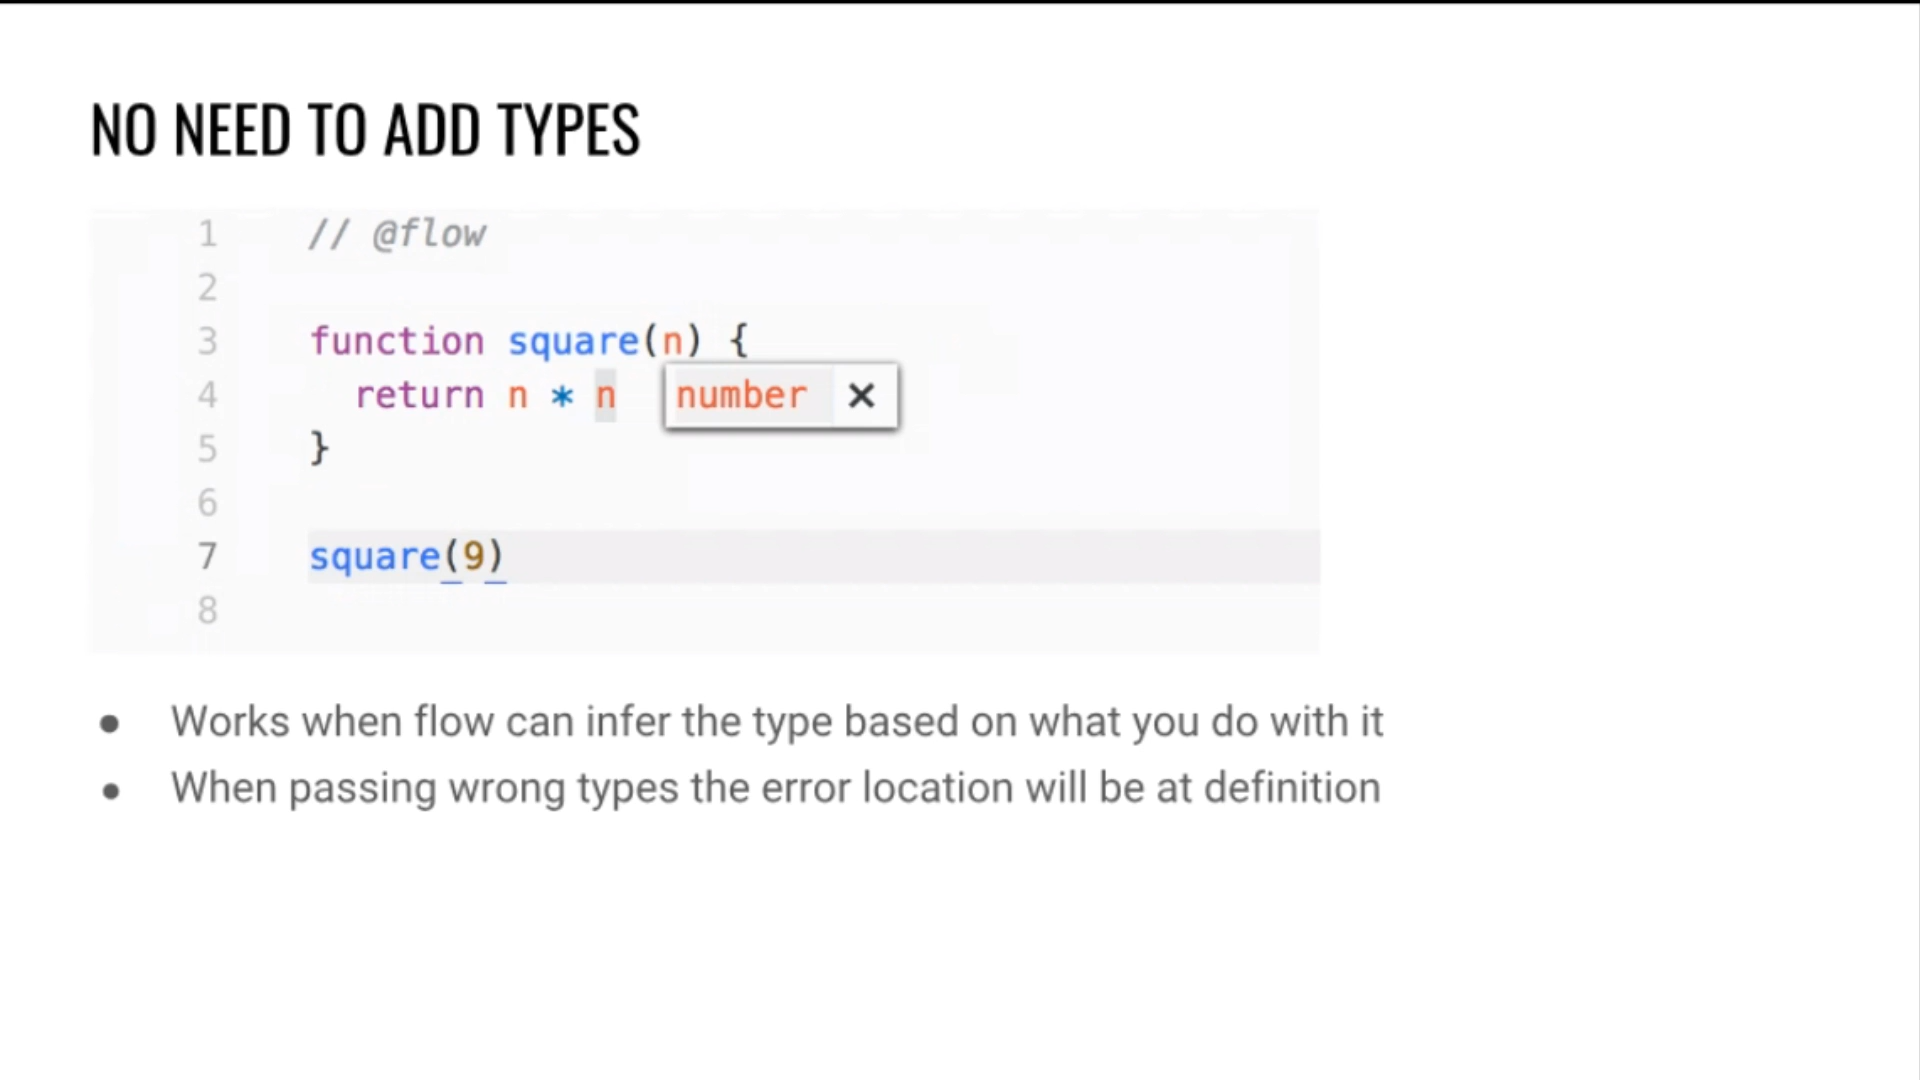 NO NEED TO ADD TYPES
1 // @flow
2
3 function square(n) {
4 return n * n number ×
5 }
6
7 square(9)
8
● Works when flow can infer the type based on what you do with it
● When passing wrong types the error location will be at definition